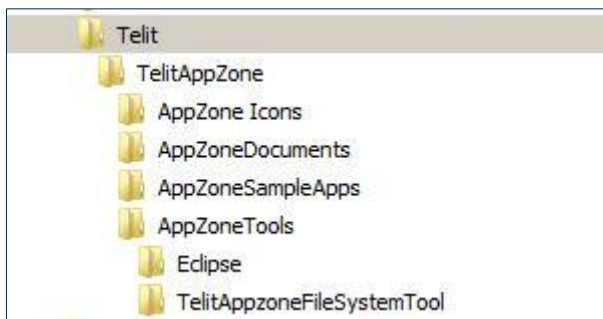 Telit
TelitAppZone
AppZone Icons
AppZoneDocuments
AppZoneSampleApps
AppZoneTools
Eclipse
TelitAppzoneFileSystemTool